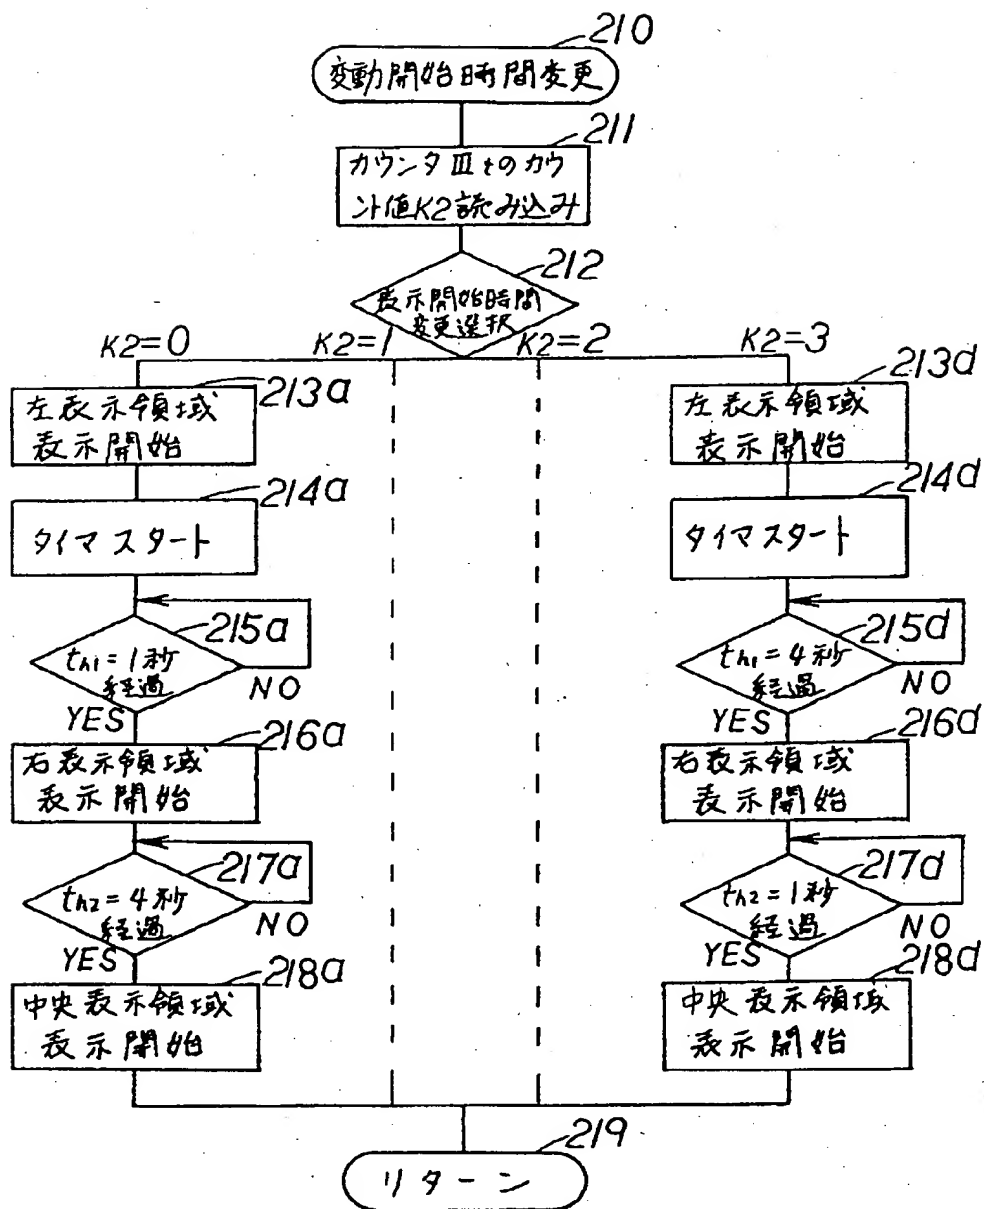 210
変動開始時間変更
211
カウンタⅢtのカウ
ント値K2読み込み
212
表示開始時間
変更選択
K2=0
K2=1
K2=2
K2=3
213a
左表示領域
表示開始
214a
タイマスタート
215a
th1=1秒
経過
NO
YES
216a
右表示領域
表示開始
217a
th2=4秒
経過
NO
YES
218a
中央表示領域
表示開始
213d
左表示領域
表示開始
214d
タイマスタート
215d
th1=4秒
経過
NO
YES
216d
右表示領域
表示開始
217d
th2=1秒
経過
NO
YES
218d
中央表示領域
表示開始
219
リターン